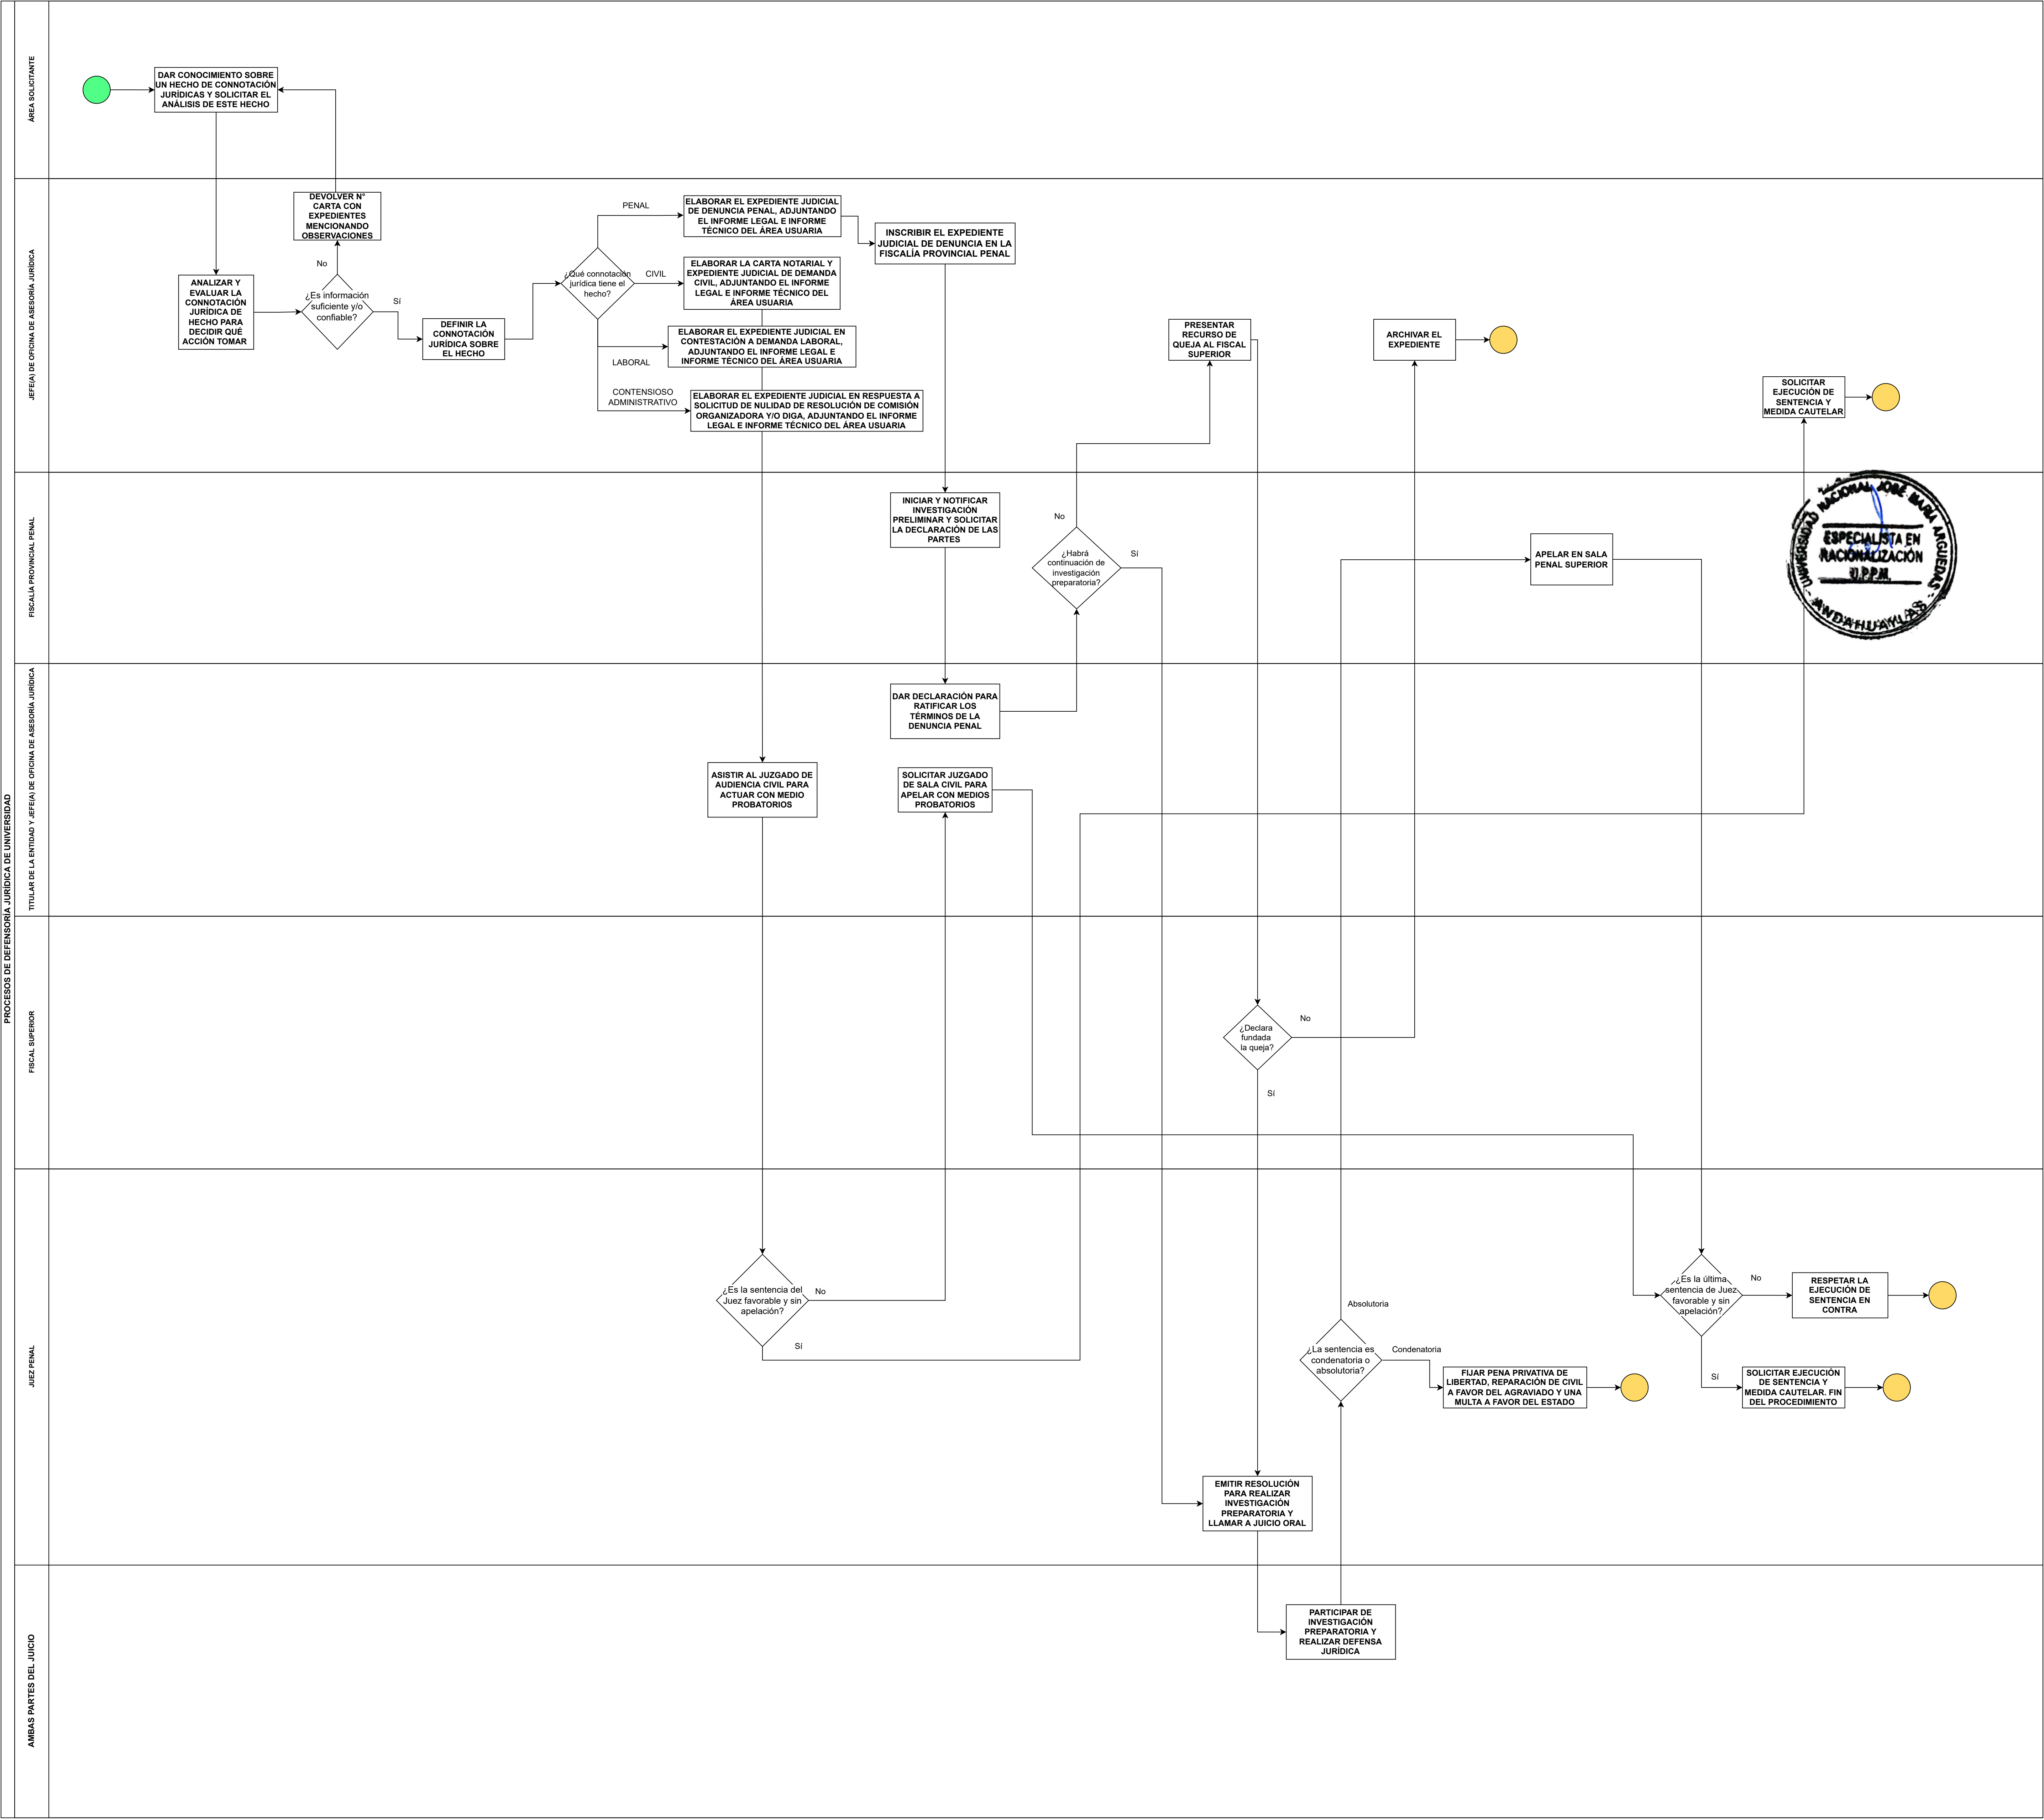 PROCESOS DE DEFENSORÍA JURÍDICA DE UNIVERSIDAD
ÁREA SOLICITANTE
DAR CONOCIMIENTO SOBRE
UN HECHO DE CONNOTACIÓN
JURÍDICAS Y SOLICITAR EL
ANÁLISIS DE ESTE HECHO
JEFE(A) DE OFICINA DE ASESORÍA JURÍDICA
DEVOLVER N°
CARTA CON
EXPEDIENTES
MENCIONANDO
OBSERVACIONES
No
ANALIZAR Y
EVALUAR LA
CONNOTACIÓN
JURÍDICA DE
HECHO PARA
DECIDIR QUÉ
ACCIÓN TOMAR
¿Es información
suficiente y/o
confiable?
Sí
DEFINIR LA
CONNOTACIÓN
JURÍDICA SOBRE
EL HECHO
¿Qué connotación
jurídica tiene el
hecho?
PENAL
ELABORAR EL EXPEDIENTE JUDICIAL
DE DENUNCIA PENAL, ADJUNTANDO
EL INFORME LEGAL E INFORME
TÉCNICO DEL ÁREA USUARIA
INSCRIBIR EL EXPEDIENTE
JUDICIAL DE DENUNCIA EN LA
FISCALÍA PROVINCIAL PENAL
CIVIL
ELABORAR LA CARTA NOTARIAL Y
EXPEDIENTE JUDICIAL DE DEMANDA
CIVIL, ADJUNTANDO EL INFORME
LEGAL E INFORME TÉCNICO DEL
ÁREA USUARIA
LABORAL
ELABORAR EL EXPEDIENTE JUDICIAL EN
CONTESTACIÓN A DEMANDA LABORAL,
ADJUNTANDO EL INFORME LEGAL E
INFORME TÉCNICO DEL ÁREA USUARIA
CONTENSIOSO
ADMINISTRATIVO
ELABORAR EL EXPEDIENTE JUDICIAL EN RESPUESTA A
SOLICITUD DE NULIDAD DE RESOLUCIÓN DE COMISIÓN
ORGANIZADORA Y/O DIGA, ADJUNTANDO EL INFORME
LEGAL E INFORME TÉCNICO DEL ÁREA USUARIA
PRESENTAR
RECURSO DE
QUEJA AL FISCAL
SUPERIOR
ARCHIVAR EL
EXPEDIENTE
SOLICITAR
EJECUCIÓN DE
SENTENCIA Y
MEDIDA CAUTELAR
FISCALÍA PROVINCIAL PENAL
INICIAR Y NOTIFICAR
INVESTIGACIÓN
PRELIMINAR Y SOLICITAR
LA DECLARACIÓN DE LAS
PARTES
No
¿Habrá
continuación de
investigación
preparatoria?
Sí
APELAR EN SALA
PENAL SUPERIOR
UNIVERSIDAD NACIONAL JOSÉ MARÍA ARGUEDAS
ESPECIALISTA EN
RACIONALIZACIÓN
U.P.P.M.
- ANDAHUAYLAS -
TITULAR DE LA ENTIDAD Y JEFE(A) DE OFICINA DE ASESORÍA JURÍDICA
DAR DECLARACIÓN PARA
RATIFICAR LOS
TÉRMINOS DE LA
DENUNCIA PENAL
ASISTIR AL JUZGADO DE
AUDIENCIA CIVIL PARA
ACTUAR CON MEDIO
PROBATORIOS
SOLICITAR JUZGADO
DE SALA CIVIL PARA
APELAR CON MEDIOS
PROBATORIOS
FISCAL SUPERIOR
¿Declara
fundada
la queja?
No
Sí
JUEZ PENAL
¿Es la sentencia del
Juez favorable y sin
apelación?
No
Sí
Absolutoria
¿La sentencia es
condenatoria o
absolutoria?
Condenatoria
FIJAR PENA PRIVATIVA DE
LIBERTAD, REPARACIÓN DE CIVIL
A FAVOR DEL AGRAVIADO Y UNA
MULTA A FAVOR DEL ESTADO
¿Es la última
sentencia de Juez
favorable y sin
apelación?
No
RESPETAR LA
EJECUCIÓN DE
SENTENCIA EN
CONTRA
Sí
SOLICITAR EJECUCIÓN
DE SENTENCIA Y
MEDIDA CAUTELAR. FIN
DEL PROCEDIMIENTO
EMITIR RESOLUCIÓN
PARA REALIZAR
INVESTIGACIÓN
PREPARATORIA Y
LLAMAR A JUICIO ORAL
AMBAS PARTES DEL JUICIO
PARTICIPAR DE
INVESTIGACIÓN
PREPARATORIA Y
REALIZAR DEFENSA
JURÍDICA